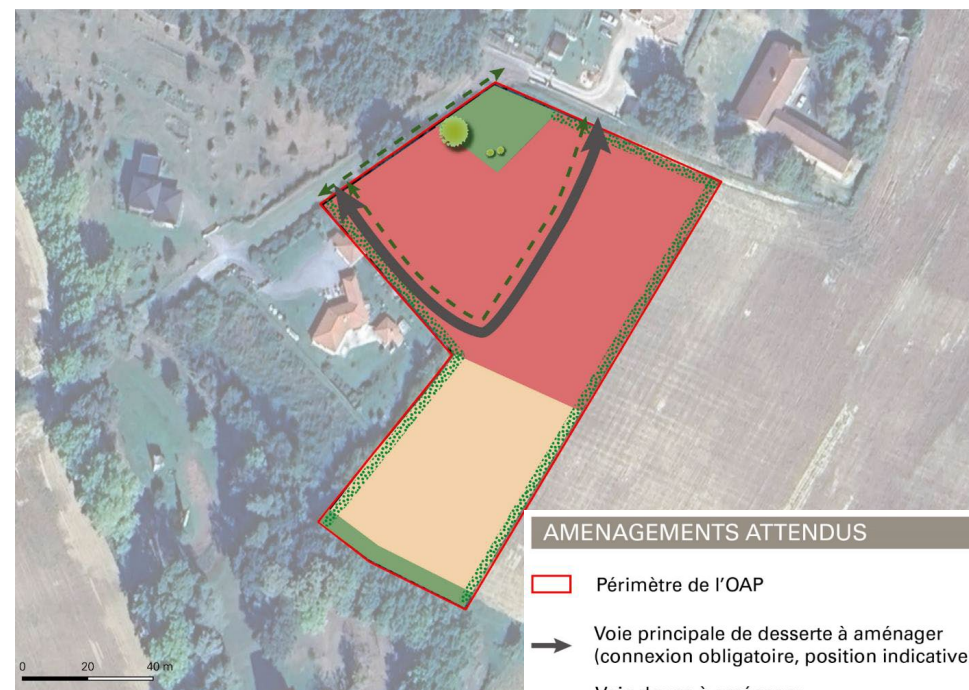 AMENAGEMENTS ATTENDUS
Périmètre de l'OAP
Voie principale de desserte à aménager
(connexion obligatoire, position indicative
0 20 40 m